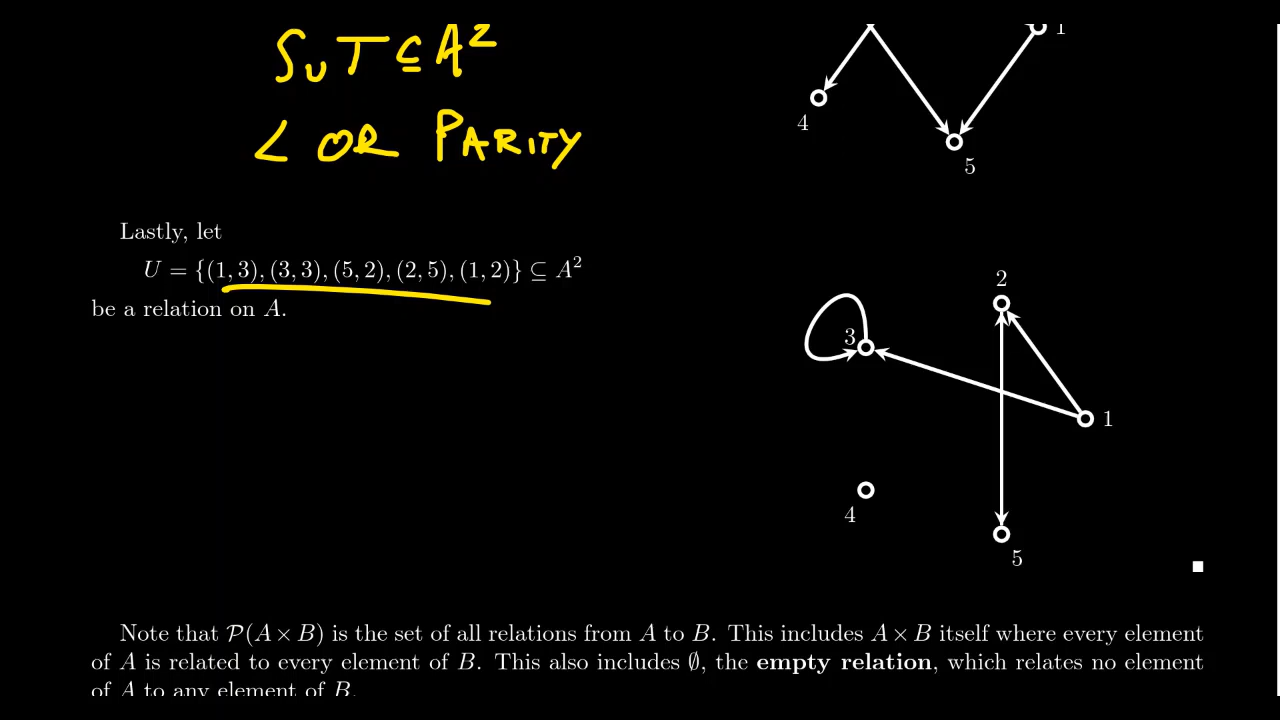 S ∪ T ⊆ A²
< OR PARITY
1
4
5
Lastly, let
U = {(1, 3), (3, 3), (5, 2), (2, 5), (1, 2)} ⊆ A²
be a relation on A.
2
3
1
4
5
Note that 𝒫(A × B) is the set of all relations from A to B. This includes A × B itself where every element
of A is related to every element of B. This also includes ∅, the empty relation, which relates no element
of A to any element of B.